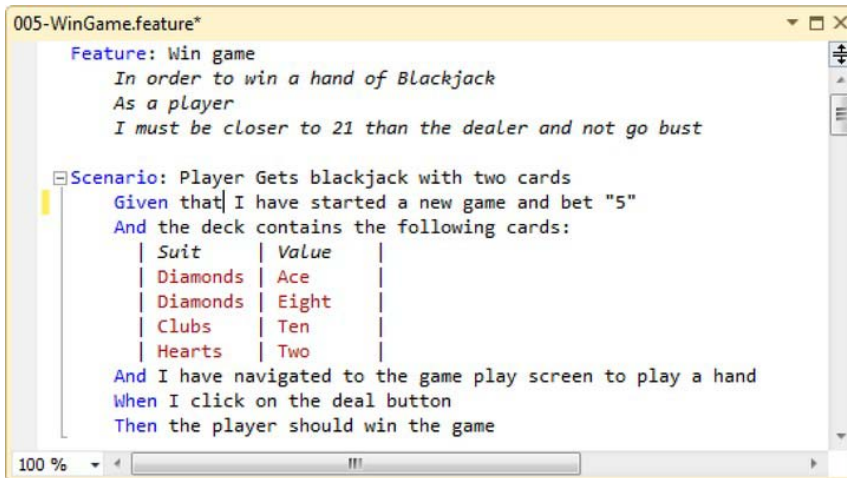 005-WinGame.feature*
Feature: Win game
In order to win a hand of Blackjack
As a player
I must be closer to 21 than the dealer and not go bust
Scenario: Player Gets blackjack with two cards
Given that I have started a new game and bet "5"
And the deck contains the following cards:
| Suit | Value |
| Diamonds | Ace |
| Diamonds | Eight |
| Clubs | Ten |
| Hearts | Two |
And I have navigated to the game play screen to play a hand
When I click on the deal button
Then the player should win the game
100 %